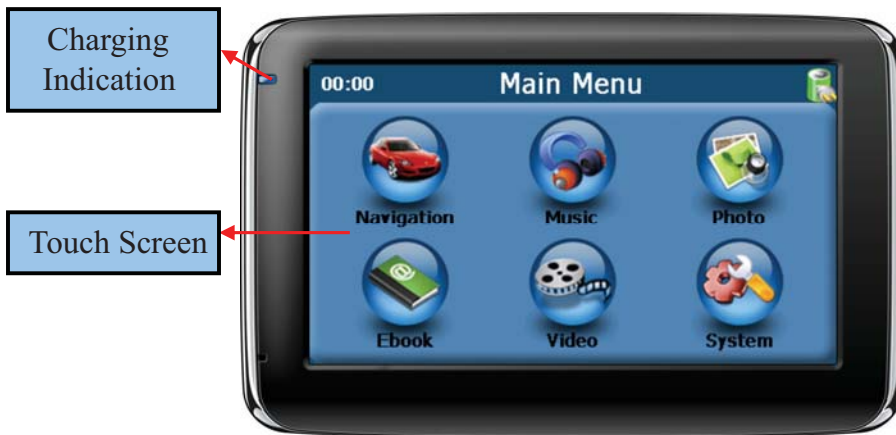 Charging
Indication
00:00 Main Menu
Navigation Music Photo
Touch Screen
Ebook Video System